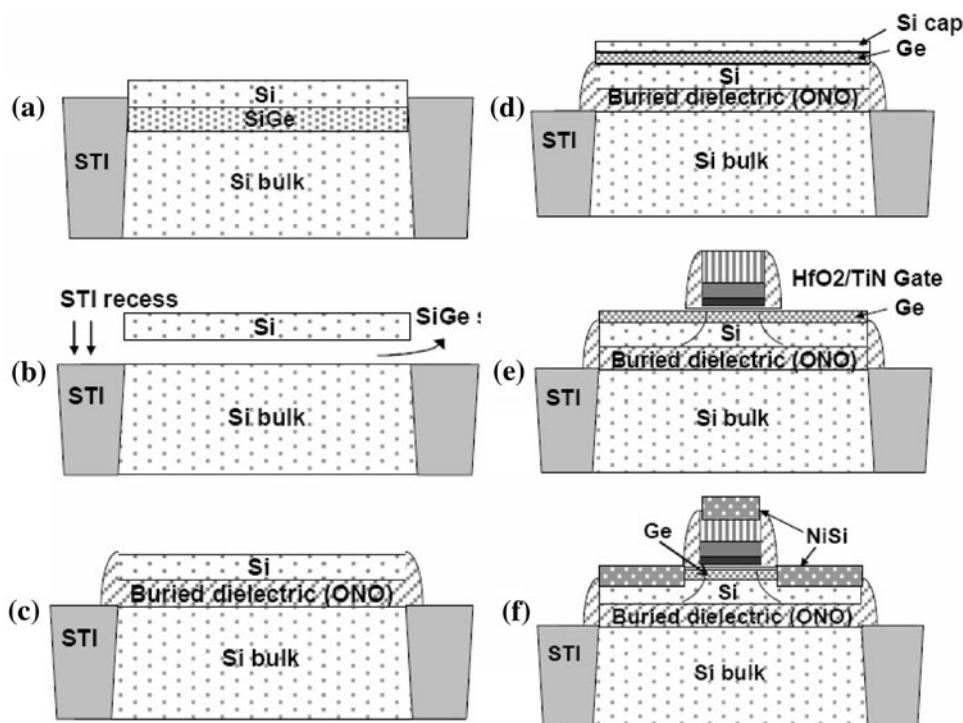 (a)
Si
SiGe
STI
Si bulk
(b)
STI recess
Si
SiGe
STI
Si bulk
(c)
Si
Buried dielectric (ONO)
STI
Si bulk
(d)
Si cap
Ge
Si
Buried dielectric (ONO)
STI
Si bulk
(e)
HfO2/TiN Gate
Ge
Si
Buried dielectric (ONO)
STI
Si bulk
(f)
Ge
NiSi
Si
Buried dielectric (ONO)
STI
Si bulk